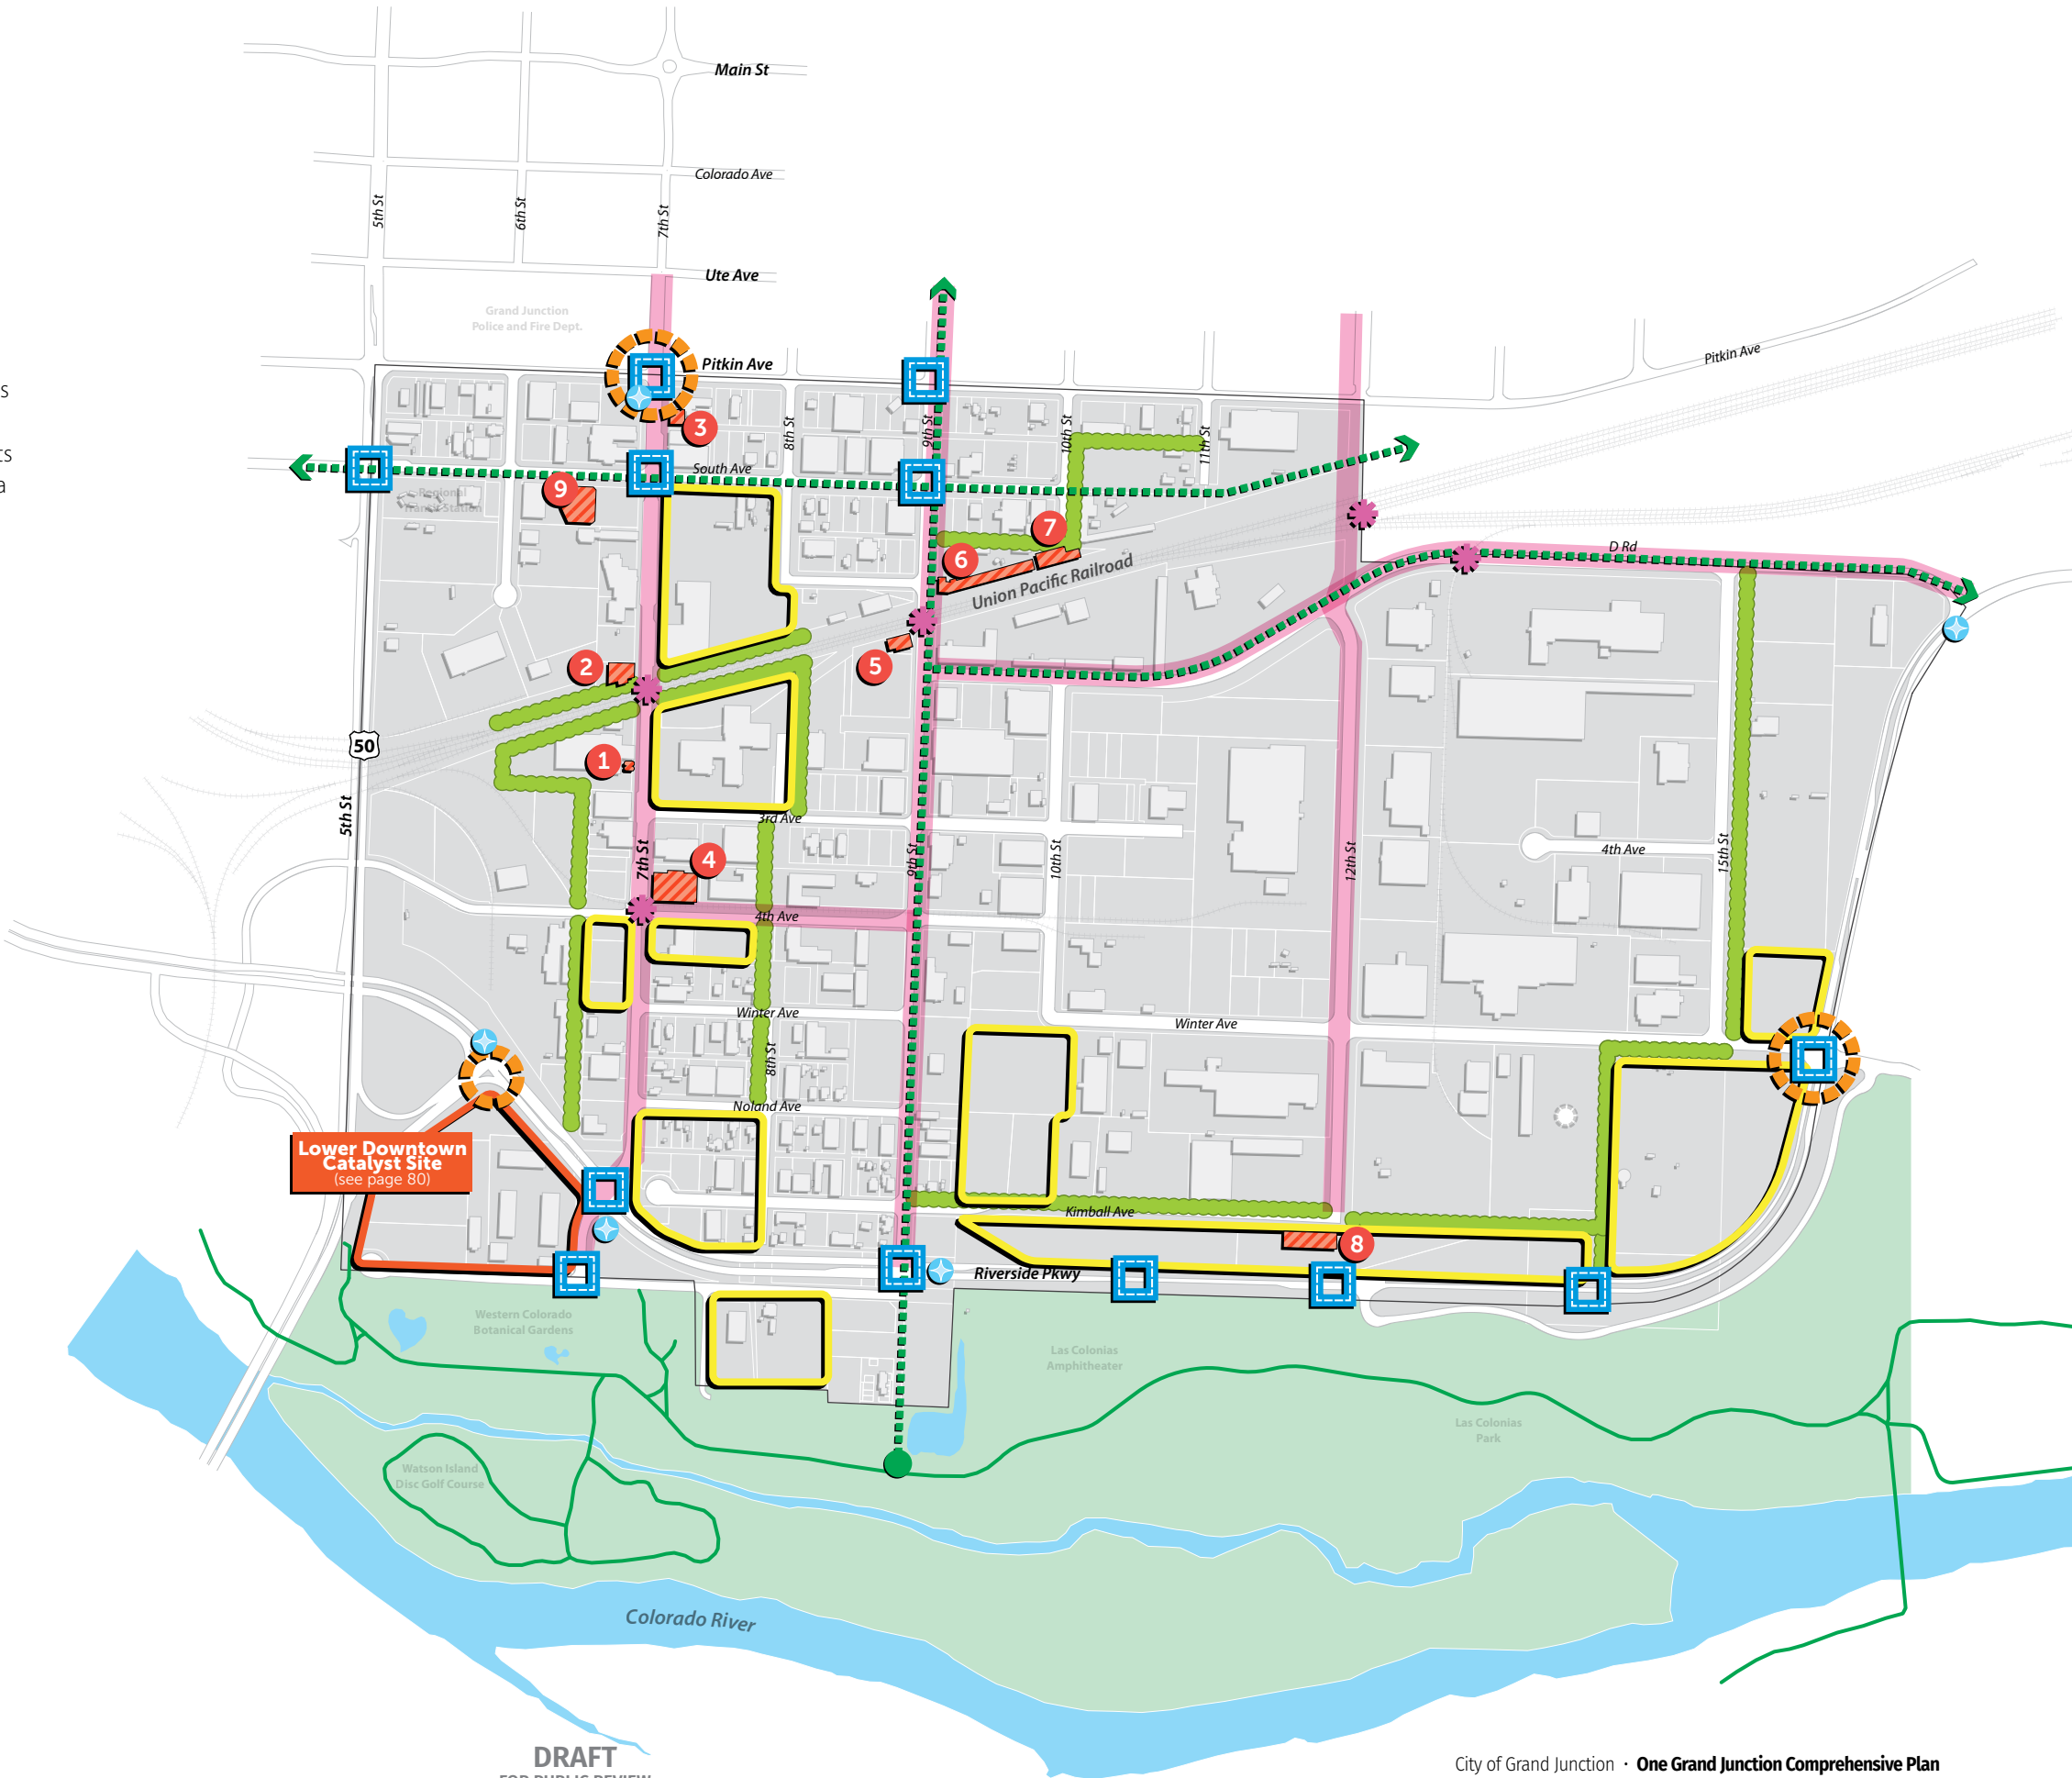 Main St
Colorado Ave
5th St
6th St
7th St
Ute Ave
Grand Junction
Police and Fire Dept.
Pitkin Ave
Pitkin Ave
s
3
8th St
9th St
10th St
11th St
ts
a
South Ave
9
Regional
Transit Station
7
6
Union Pacific Railroad
D Rd
2
5
50
1
5th St
3rd Ave
7th St
4
9th St
10th St
12th St
15th St
4th Ave
4th Ave
Winter Ave
Winter Ave
8th St
Noland Ave
Lower Downtown
Catalyst Site
(see page 80)
Kimball Ave
8
Riverside Pkwy
Western Colorado
Botanical Gardens
Las Colonias
Amphitheater
Las Colonias
Park
Watson Island
Disc Golf Course
Colorado River
DRAFT
FOR PUBLIC REVIEW
City of Grand Junction · One Grand Junction Comprehensive Plan